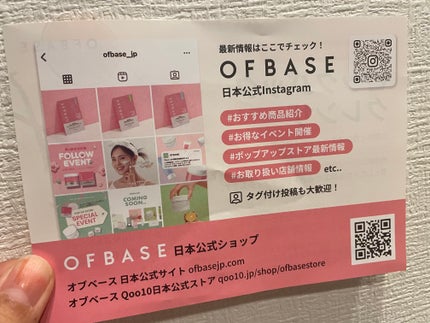 ofbase_jp
FOLLOW
EVENT
SPECIAL
EVENT
COMING
SOON..
最新情報はここでチェック！
OFBASE
日本公式Instagram
#おすすめ商品紹介
#お得なイベント開催
#ポップアップストア最新情報
#お取り扱い店舗情報 etc..
タグ付け投稿も大歓迎！
OFBASE 日本公式ショップ
オブベース 日本公式サイト ofbasejp.com
オブベース Qoo10日本公式ストア qoo10.jp/shop/ofbasestore